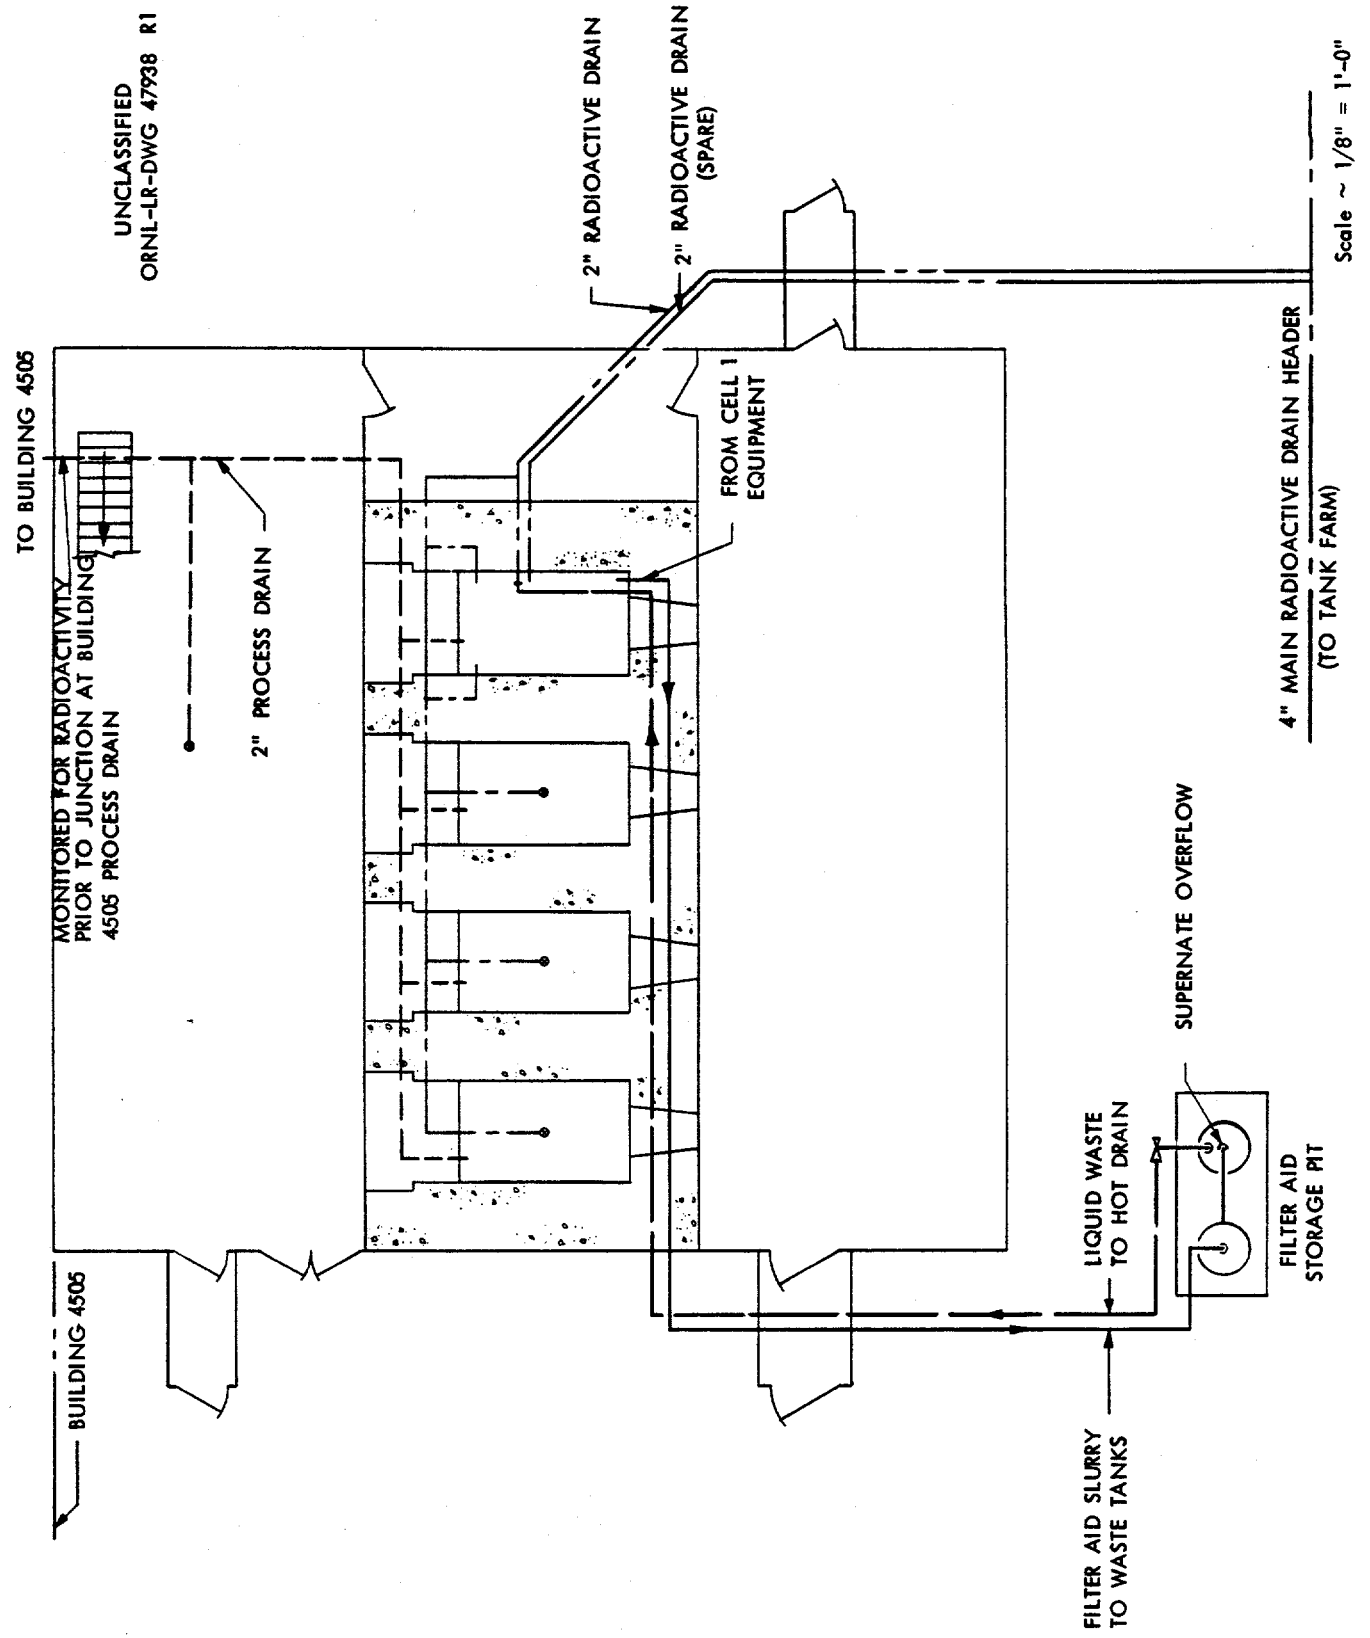 UNCLASSIFIED
ORNL-LR-DWG 47938 R1
TO BUILDING 4505
MONITORED FOR RADIOACTIVITY
PRIOR TO JUNCTION AT BUILDING
4505 PROCESS DRAIN
2" PROCESS DRAIN
BUILDING 4505
2" RADIOACTIVE DRAIN
2" RADIOACTIVE DRAIN
(SPARE)
FROM CELL 1
EQUIPMENT
SUPERNATE OVERFLOW
LIQUID WASTE
TO HOT DRAIN
FILTER AID SLURRY
TO WASTE TANKS
FILTER AID
STORAGE PIT
4" MAIN RADIOACTIVE DRAIN HEADER
(TO TANK FARM)
Scale ~ 1/8" = 1'-0"